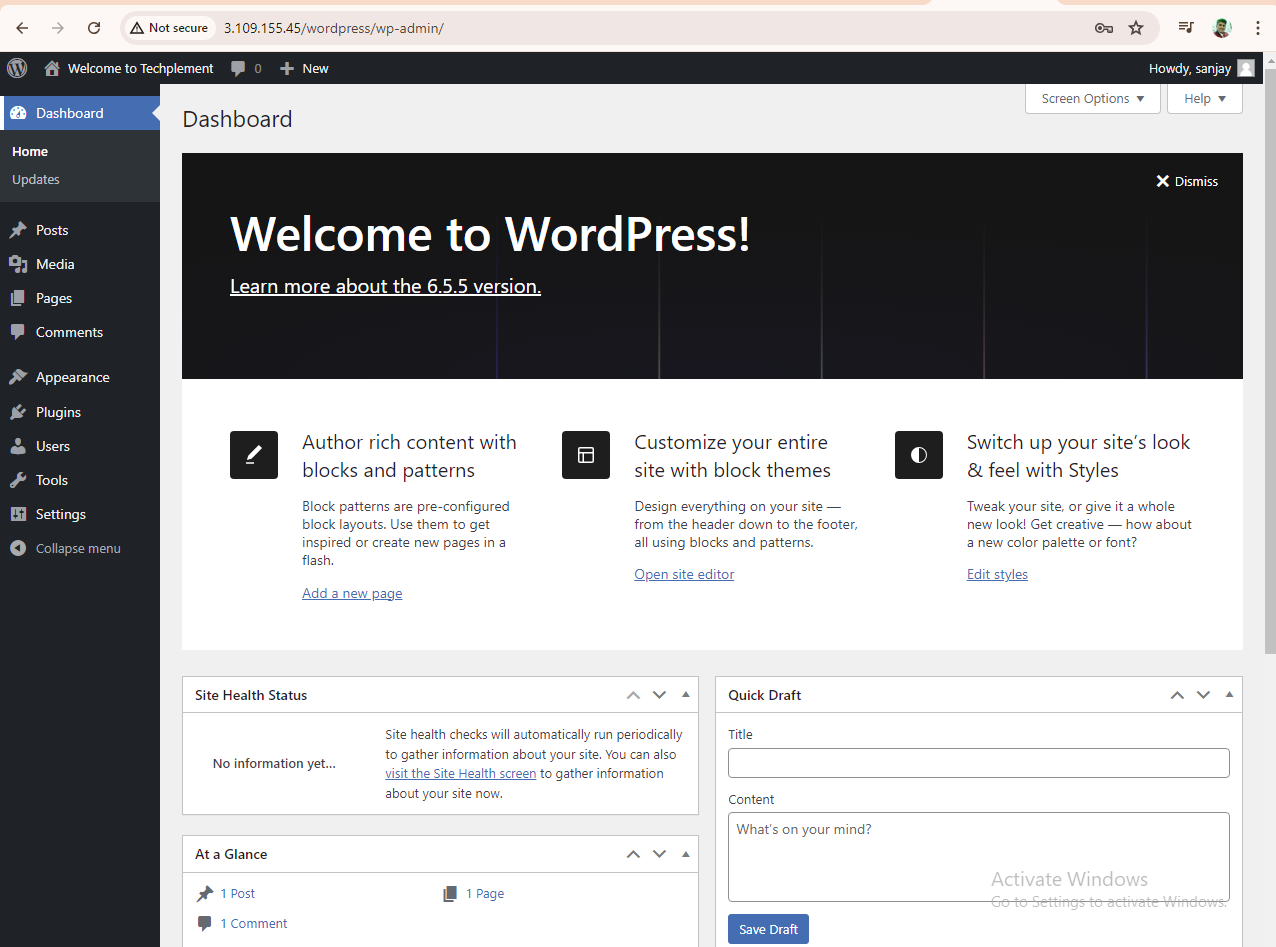 Not secure
3.109.155.45/wordpress/wp-admin/
Welcome to Techplement
0
New
Howdy, sanjay
Dashboard
Home
Updates
Posts
Media
Pages
Comments
Appearance
Plugins
Users
Tools
Settings
Collapse menu
Screen Options
Help
Dashboard
Dismiss
Welcome to WordPress!
Learn more about the 6.5.5 version.
Author rich content with
blocks and patterns
Block patterns are pre-configured
block layouts. Use them to get
inspired or create new pages in a
flash.
Add a new page
Customize your entire
site with block themes
Design everything on your site —
from the header down to the footer,
all using blocks and patterns.
Open site editor
Switch up your site’s look
& feel with Styles
Tweak your site, or give it a whole
new look! Get creative — how about
a new color palette or font?
Edit styles
Site Health Status
No information yet...
Site health checks will automatically run periodically
to gather information about your site. You can also
visit the Site Health screen to gather information
about your site now.
At a Glance
1 Post
1 Page
1 Comment
Quick Draft
Title
Content
What’s on your mind?
Save Draft
Activate Windows
Go to Settings to activate Windows.